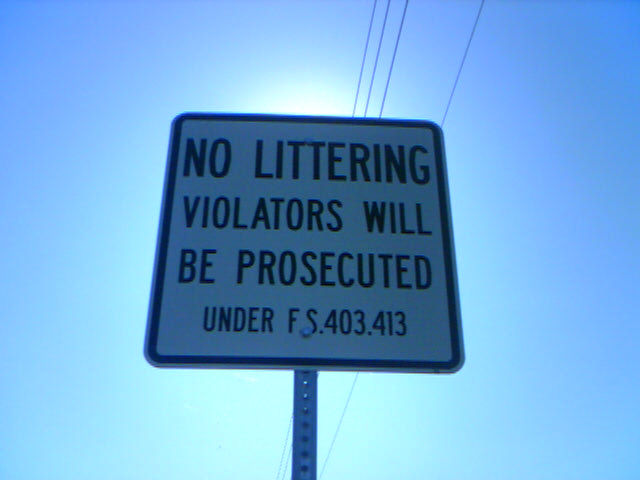 NO LITTERING
VIOLATORS WILL
BE PROSECUTED
UNDER F.S.403.413